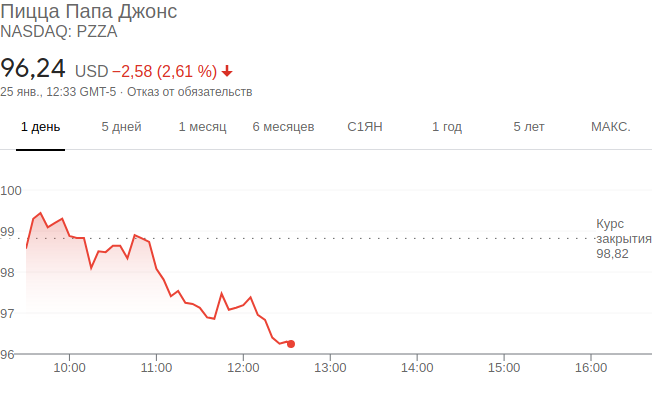 Пицца Папа Джонс
NASDAQ: PZZA
96,24 USD −2,58 (2,61 %)
25 янв., 12:33 GMT-5 · Отказ от обязательств
1 день 5 дней 1 месяц 6 месяцев С1ЯН 1 год 5 лет МАКС.
100
99
98
97
96
Курс
закрытия
98,82
10:00 11:00 12:00 13:00 14:00 15:00 16:00